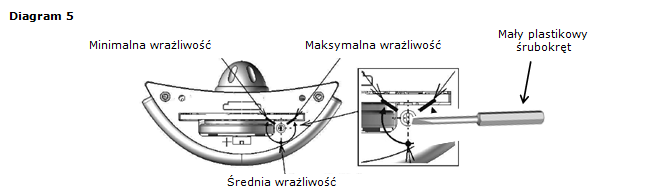 Diagram 5
Minimalna wrażliwość
Maksymalna wrażliwość
Mały plastikowy
śrubokręt
Średnia wrażliwość